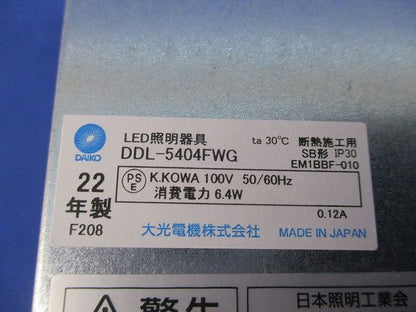 DAIKO
LED照明器具 ta 30℃ 断熱施工用
DDL-5404FWG SB形 IP30
EM1BBF-010
PS E K.KOWA 100V 50/60Hz
消費電力 6.4W
22年製
F208
0.12A
大光電機株式会社 MADE IN JAPAN
警告
日本照明工業会